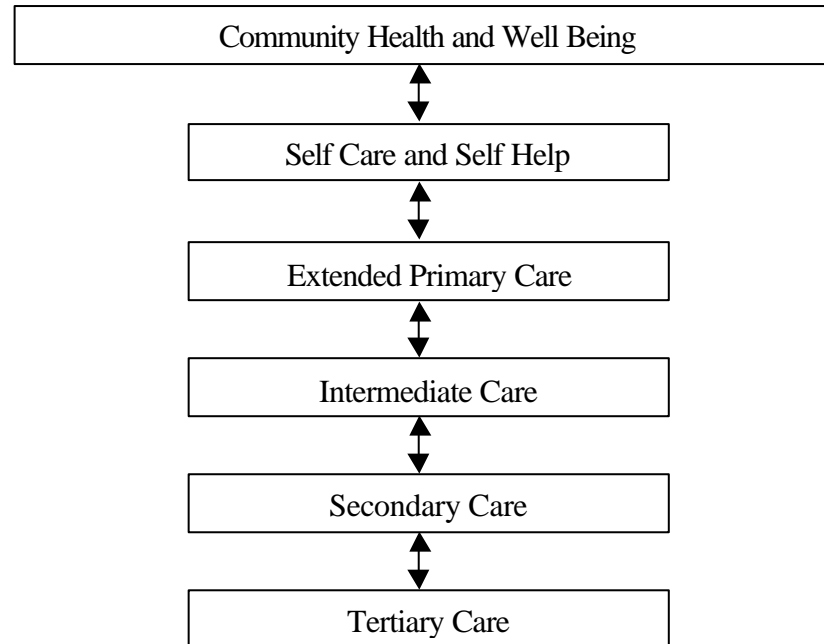 Community Health and Well Being
Self Care and Self Help
Extended Primary Care
Intermediate Care
Secondary Care
Tertiary Care